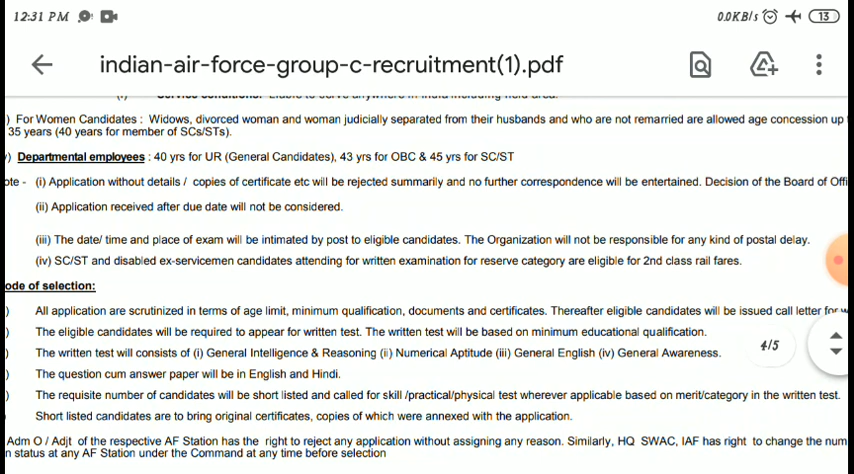 12:31 PM
0.0KB/s 13
indian-air-force-group-c-recruitment(1).pdf
) For Women Candidates : Widows, divorced woman and woman judicially separated from their husbands and who are not remarried are allowed age concession up
35 years (40 years for member of SCs/STs).
) Departmental employees : 40 yrs for UR (General Candidates), 43 yrs for OBC & 45 yrs for SC/ST
ote - (i) Application without details / copies of certificate etc will be rejected summarily and no further correspondence will be entertained. Decision of the Board of Offi
(ii) Application received after due date will not be considered.
(iii) The date/ time and place of exam will be intimated by post to eligible candidates. The Organization will not be responsible for any kind of postal delay.
(iv) SC/ST and disabled ex-servicemen candidates attending for written examination for reserve category are eligible for 2nd class rail fares.
ode of selection:
) All application are scrutinized in terms of age limit, minimum qualification, documents and certificates. Thereafter eligible candidates will be issued call letter for
) The eligible candidates will be required to appear for written test. The written test will be based on minimum educational qualification.
) The written test will consists of (i) General Intelligence & Reasoning (ii) Numerical Aptitude (iii) General English (iv) General Awareness.
4/5
) The question cum answer paper will be in English and Hindi.
) The requisite number of candidates will be short listed and called for skill /practical/physical test wherever applicable based on merit/category in the written test.
Short listed candidates are to bring original certificates, copies of which were annexed with the application.
Adm O / Adjt of the respective AF Station has the right to reject any application without assigning any reason. Similarly, HQ SWAC, IAF has right to change the num
n status at any AF Station under the Command at any time before selection